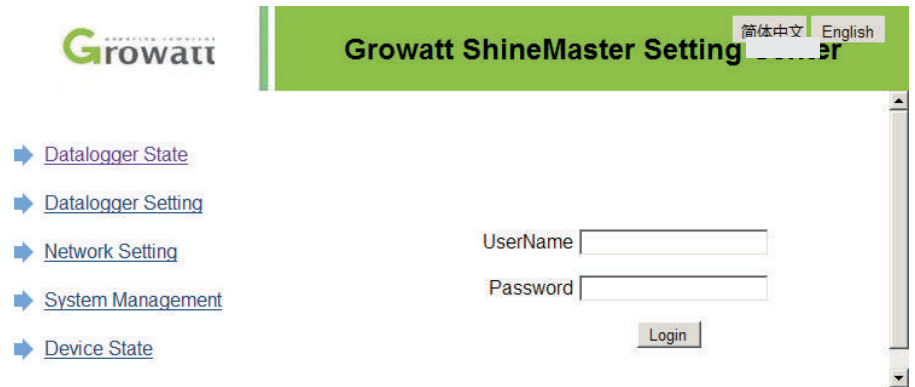 Growatt
Growatt ShineMaster Setting
简体中文 English
Datalogger State
Datalogger Setting
Network Setting
System Management
Device State
UserName
Password
Login